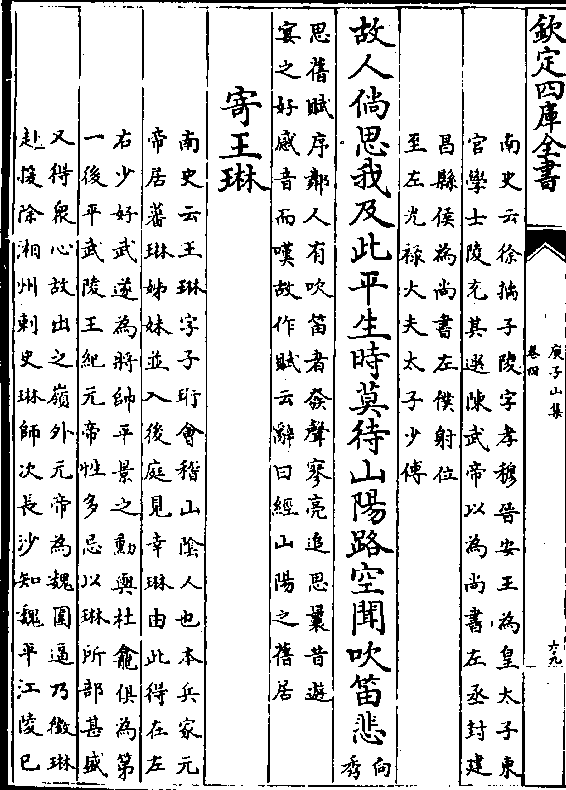 欽定四庫全書
庾子山集
卷四
六九
南史云徐摛子陵字孝穆晉安王為皇太子東
宮學士陵充其選陳武帝以為尚書左丞封建
昌縣侯為尚書左僕射位
至左光祿大夫太子少傅
故人倘思我及此平生時莫待山陽路空聞吹笛悲
向秀
思舊賦序鄰人有吹笛者發聲寥亮追思曩昔遊
宴之好感音而嘆故作賦云辭曰經山陽之舊居
寄王琳
南史云王琳字子珩會稽山陰人也本兵家元
帝居蕃琳姊妹並入後庭見幸琳由此得在左
右少好武遂為將帥平景之勳與杜龕俱為第
一後平武陵王紀元帝性多忌以琳所部甚盛
又得衆心故出之嶺外元帝為魏圍逼乃徵琳
赴援除湘州刺史琳師次長沙知魏平江陵已